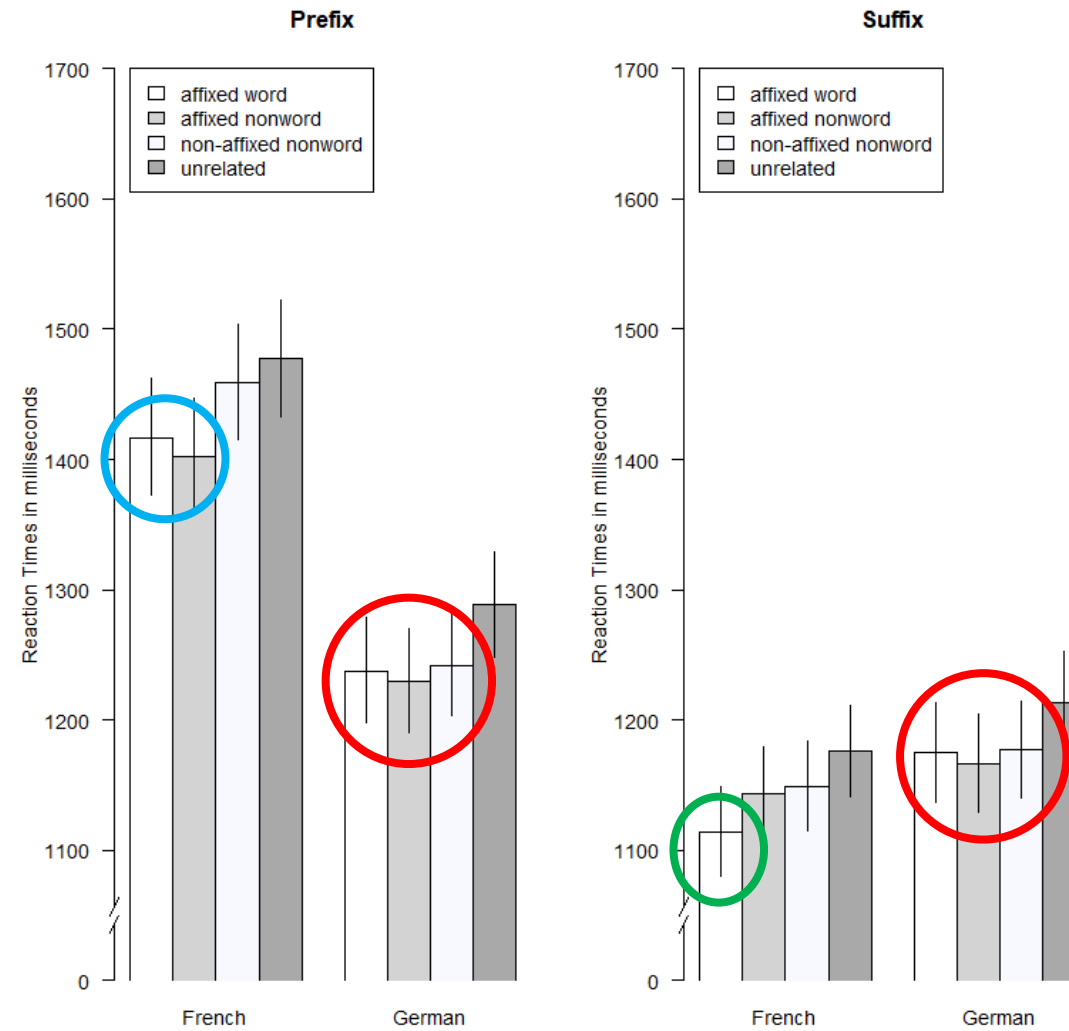 Prefix
1700
1600
1500
1400
1300
1200
1100
0
Reaction Times in milliseconds
affixed word
affixed nonword
non-affixed nonword
unrelated
French
German
Suffix
1700
1600
1500
1400
1300
1200
1100
0
Reaction Times in milliseconds
affixed word
affixed nonword
non-affixed nonword
unrelated
French
German